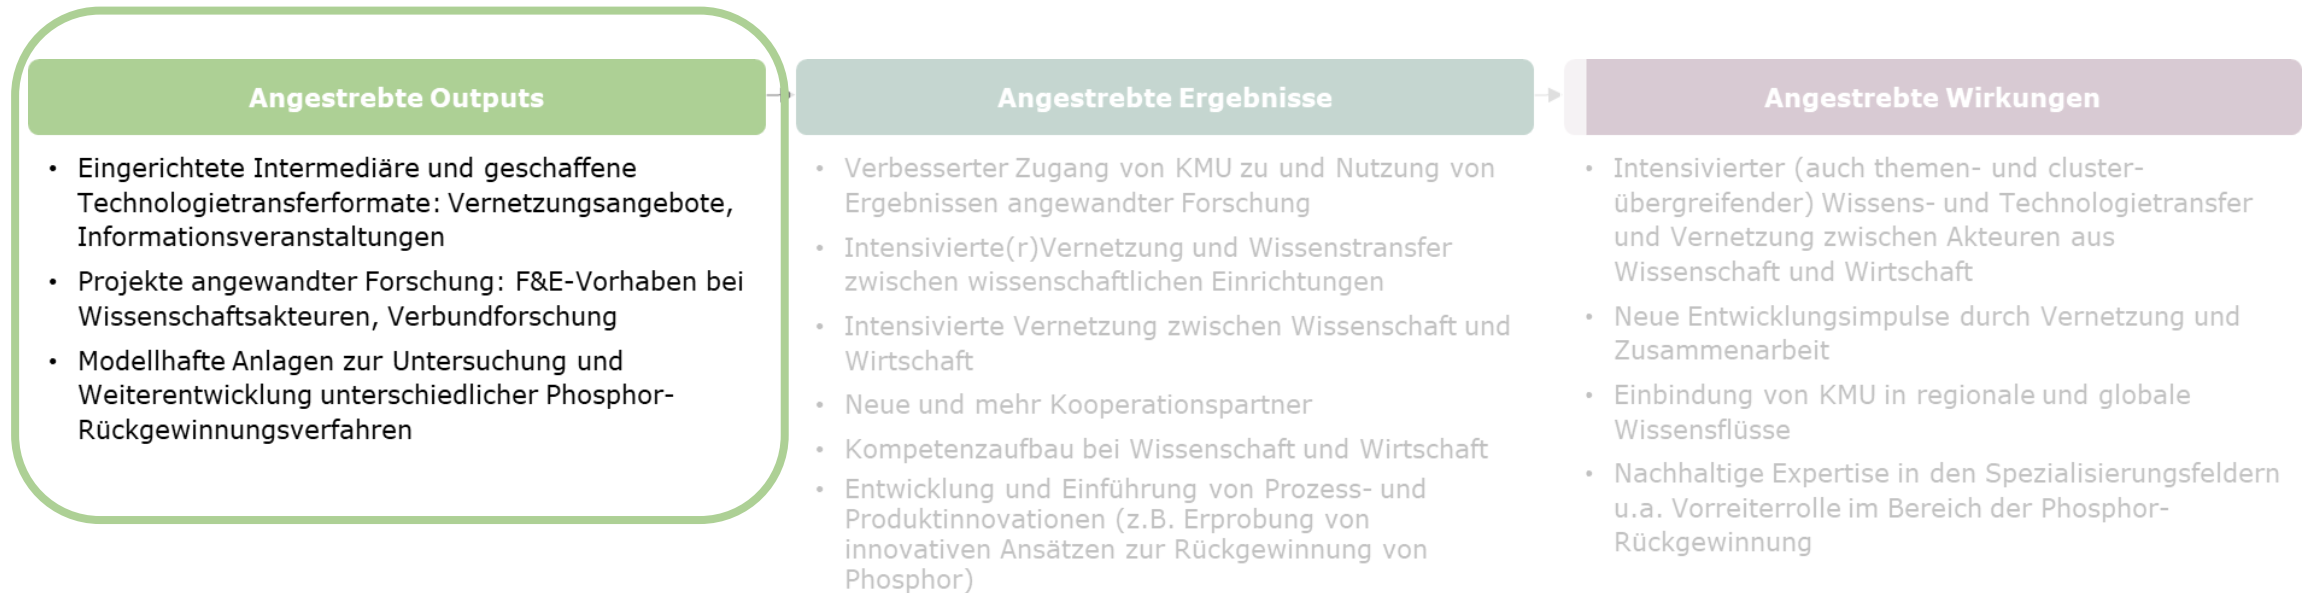 Angestrebte Outputs
• Eingerichtete Intermediäre und geschaffene
Technologietransferformate: Vernetzungsangebote,
Informationsveranstaltungen
• Projekte angewandter Forschung: F&E-Vorhaben bei
Wissenschaftsakteuren, Verbundforschung
• Modellhafte Anlagen zur Untersuchung und
Weiterentwicklung unterschiedlicher Phosphor-
Rückgewinnungsverfahren
Angestrebte Ergebnisse
• Verbesserter Zugang von KMU zu und Nutzung von
Ergebnissen angewandter Forschung
• Intensivierte(r)Vernetzung und Wissenstransfer
zwischen wissenschaftlichen Einrichtungen
• Intensivierte Vernetzung zwischen Wissenschaft und
Wirtschaft
• Neue und mehr Kooperationspartner
• Kompetenzaufbau bei Wissenschaft und Wirtschaft
• Entwicklung und Einführung von Prozess- und
Produktinnovationen (z.B. Erprobung von
innovativen Ansätzen zur Rückgewinnung von
Phosphor)
Angestrebte Wirkungen
• Intensivierter (auch themen- und cluster-
übergreifender) Wissens- und Technologietransfer
und Vernetzung zwischen Akteuren aus
Wissenschaft und Wirtschaft
• Neue Entwicklungsimpulse durch Vernetzung und
Zusammenarbeit
• Einbindung von KMU in regionale und globale
Wissensflüsse
• Nachhaltige Expertise in den Spezialisierungsfeldern
u.a. Vorreiterrolle im Bereich der Phosphor-
Rückgewinnung